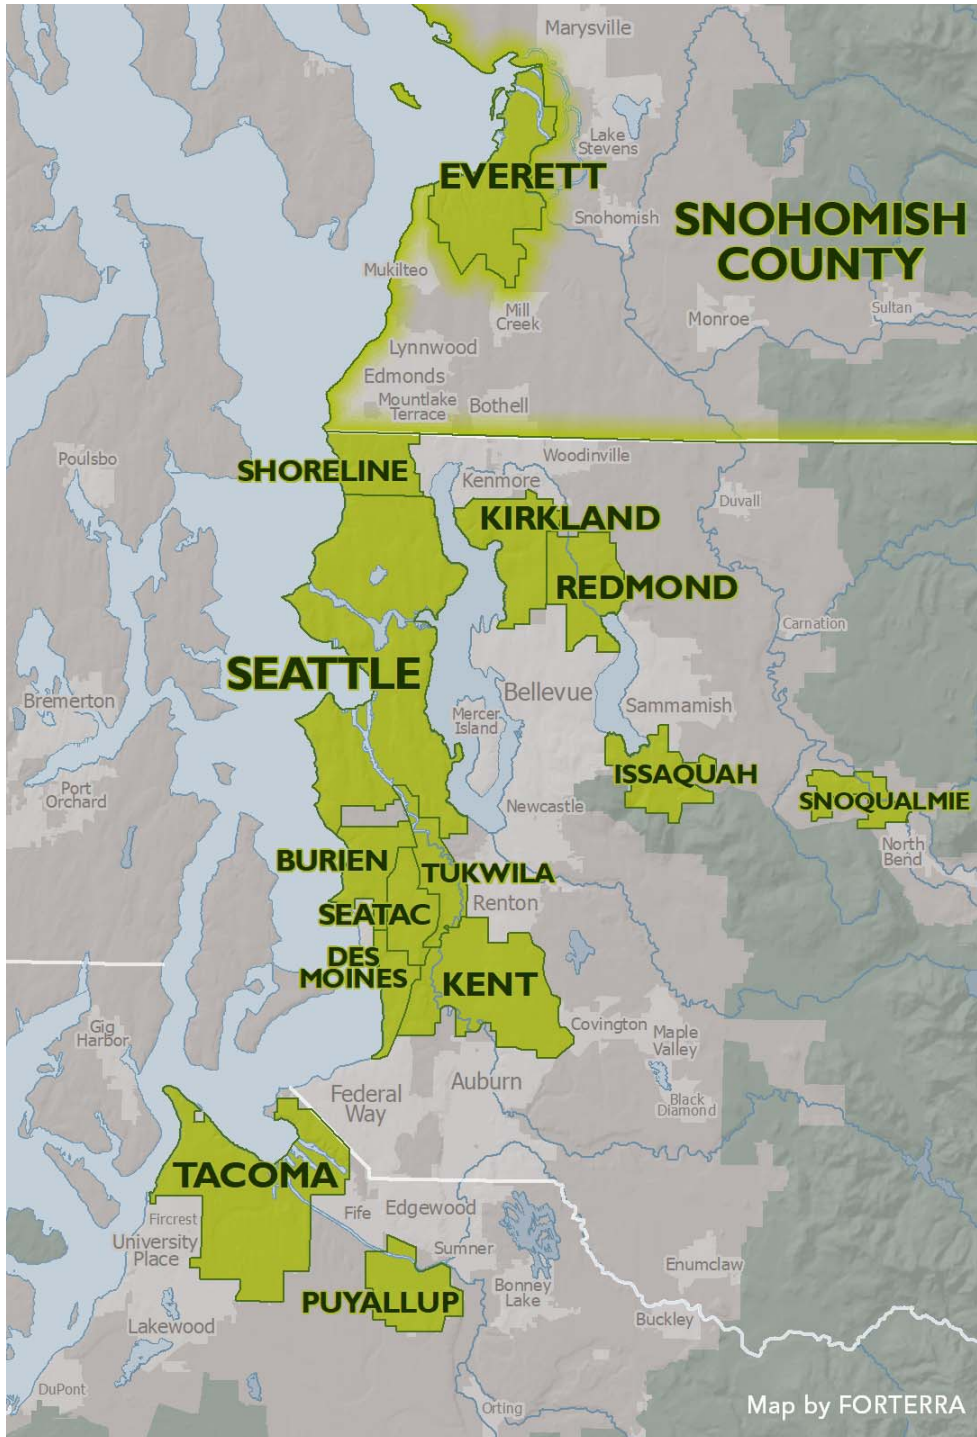 Marysville
Lake
Stevens
EVERETT
Snohomish
SNOHOMISH
COUNTY
Mukilteo
Mill
Creek
Monroe
Sultan
Lynnwood
Edmonds
Mountlake
Terrace
Bothell
Poulsbo
SHORELINE
Woodinville
Kenmore
Duvall
KIRKLAND
REDMOND
Carnation
SEATTLE
Bremerton
Bellevue
Mercer
Island
Sammamish
Port
Orchard
ISSAQUAH
Newcastle
SNOQUALMIE
North
Bend
BURIEN
TUKWILA
SEATAC
Renton
DES
MOINES
KENT
Gig
Harbor
Covington
Maple
Valley
Federal
Way
Auburn
Black
Diamond
TACOMA
Fircrest
Fife
Edgewood
University
Place
Sumner
Enumclaw
PUYALLUP
Bonney
Lake
Lakewood
Buckley
DuPont
Orting
Map by FORTERRA